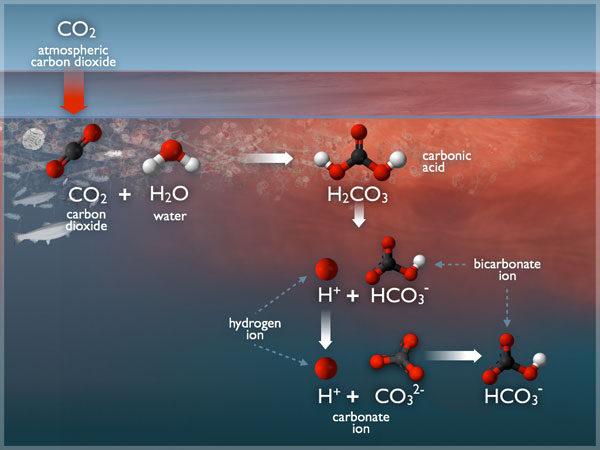 CO₂
atmospheric
carbon dioxide
CO₂ + H₂O
carbon
dioxide
water
H₂CO₃
carbonic
acid
H⁺ + HCO₃⁻
bicarbonate
ion
hydrogen
ion
H⁺ + CO₃²⁻
carbonate
ion
HCO₃⁻